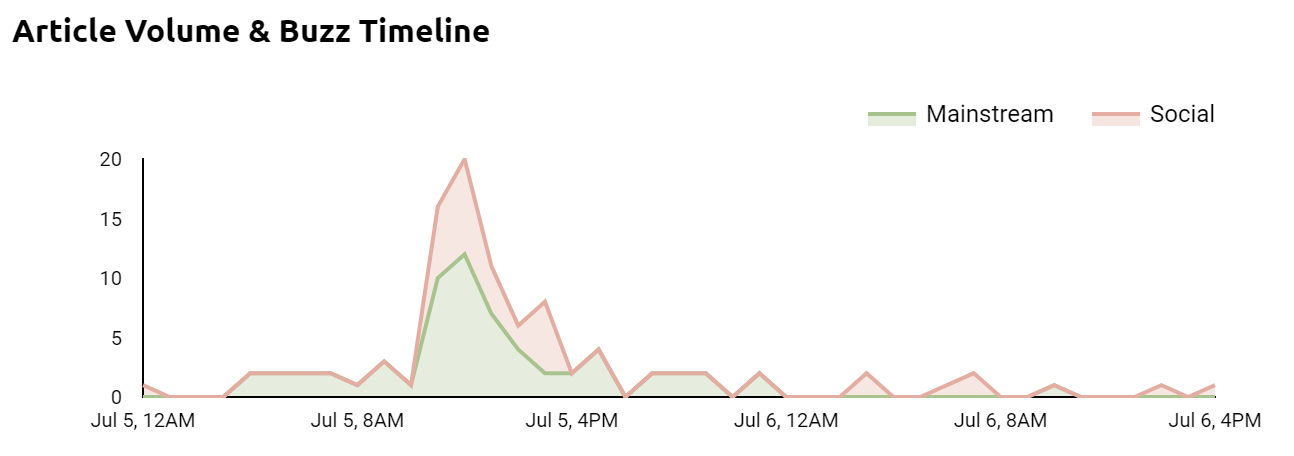 Article Volume & Buzz Timeline
Mainstream Social
20
15
10
5
0
Jul 5, 12AM Jul 5, 8AM Jul 5, 4PM Jul 6, 12AM Jul 6, 8AM Jul 6, 4PM